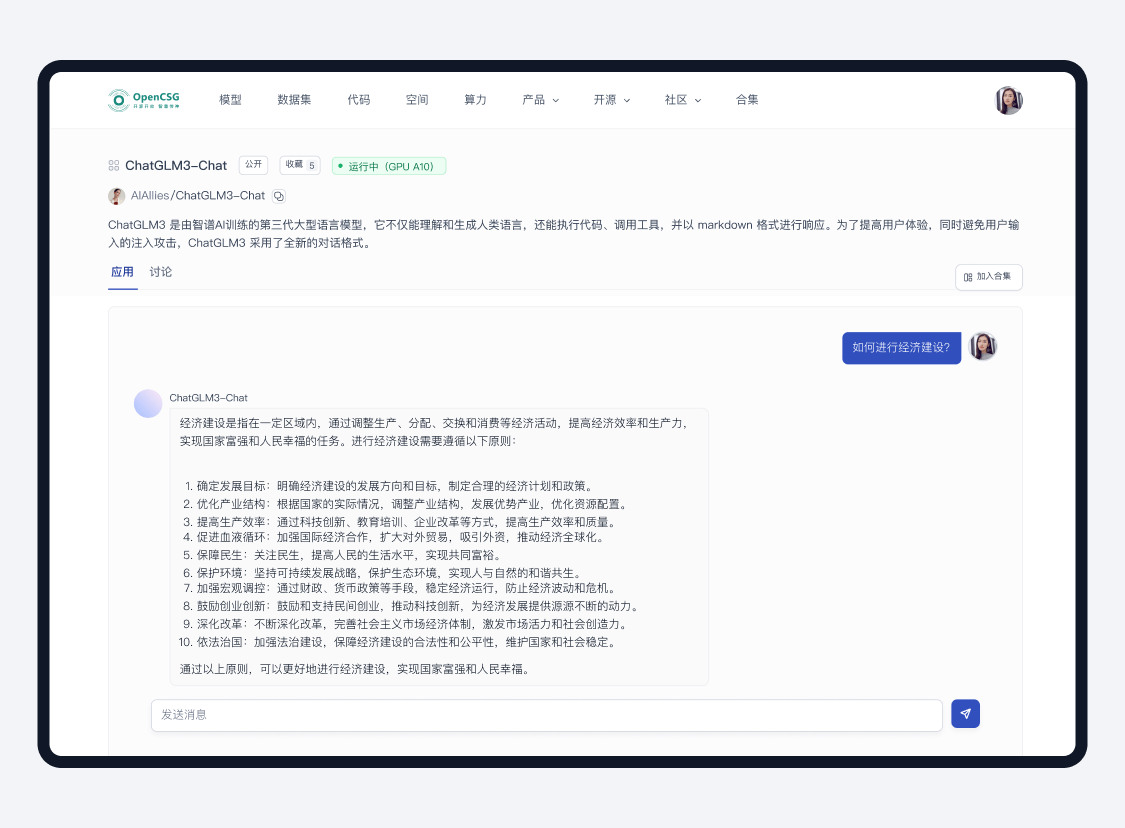 OpenCSG
模型 数据集 代码 空间 算力 产品 开源 社区 合集
ChatGLM3-Chat 公开 收藏 5 运行中（GPU A10）
AIAllies/ChatGLM3-Chat
ChatGLM3 是由智谱AI训练的第三代大型语言模型，它不仅能理解和生成人类语言，还能执行代码、调用工具，并以 markdown 格式进行响应。为了提高用户体验，同时避免用户输
入的注入攻击，ChatGLM3 采用了全新的对话格式。
应用 讨论
加入合集
如何进行经济建设?
ChatGLM3-Chat
经济建设是指在一定区域内，通过调整生产、分配、交换和消费等经济活动，提高经济效率和生产力，
实现国家富强和人民幸福的任务。进行经济建设需要遵循以下原则：
1. 确定发展目标：明确经济建设的发展方向和目标，制定合理的经济计划和政策。
2. 优化产业结构：根据国家的实际情况，调整产业结构，发展优势产业，优化资源配置。
3. 提高生产效率：通过科技创新、教育培训、企业改革等方式，提高生产效率和质量。
4. 促进血液循环：加强国际经济合作，扩大对外贸易，吸引外资，推动经济全球化。
5. 保障民生：关注民生，提高人民的生活水平，实现共同富裕。
6. 保护环境：坚持可持续发展战略，保护生态环境，实现人与自然的和谐共生。
7. 加强宏观调控：通过财政、货币政策等手段，稳定经济运行，防止经济波动和危机。
8. 鼓励创业创新：鼓励和支持民间创业，推动科技创新，为经济发展提供源源不断的动力。
9. 深化改革：不断深化改革，完善社会主义市场经济体制，激发市场活力和社会创造力。
10. 依法治国：加强法治建设，保障经济建设的合法性和公平性，维护国家和社会稳定。
通过以上原则，可以更好地进行经济建设，实现国家富强和人民幸福。
发送消息